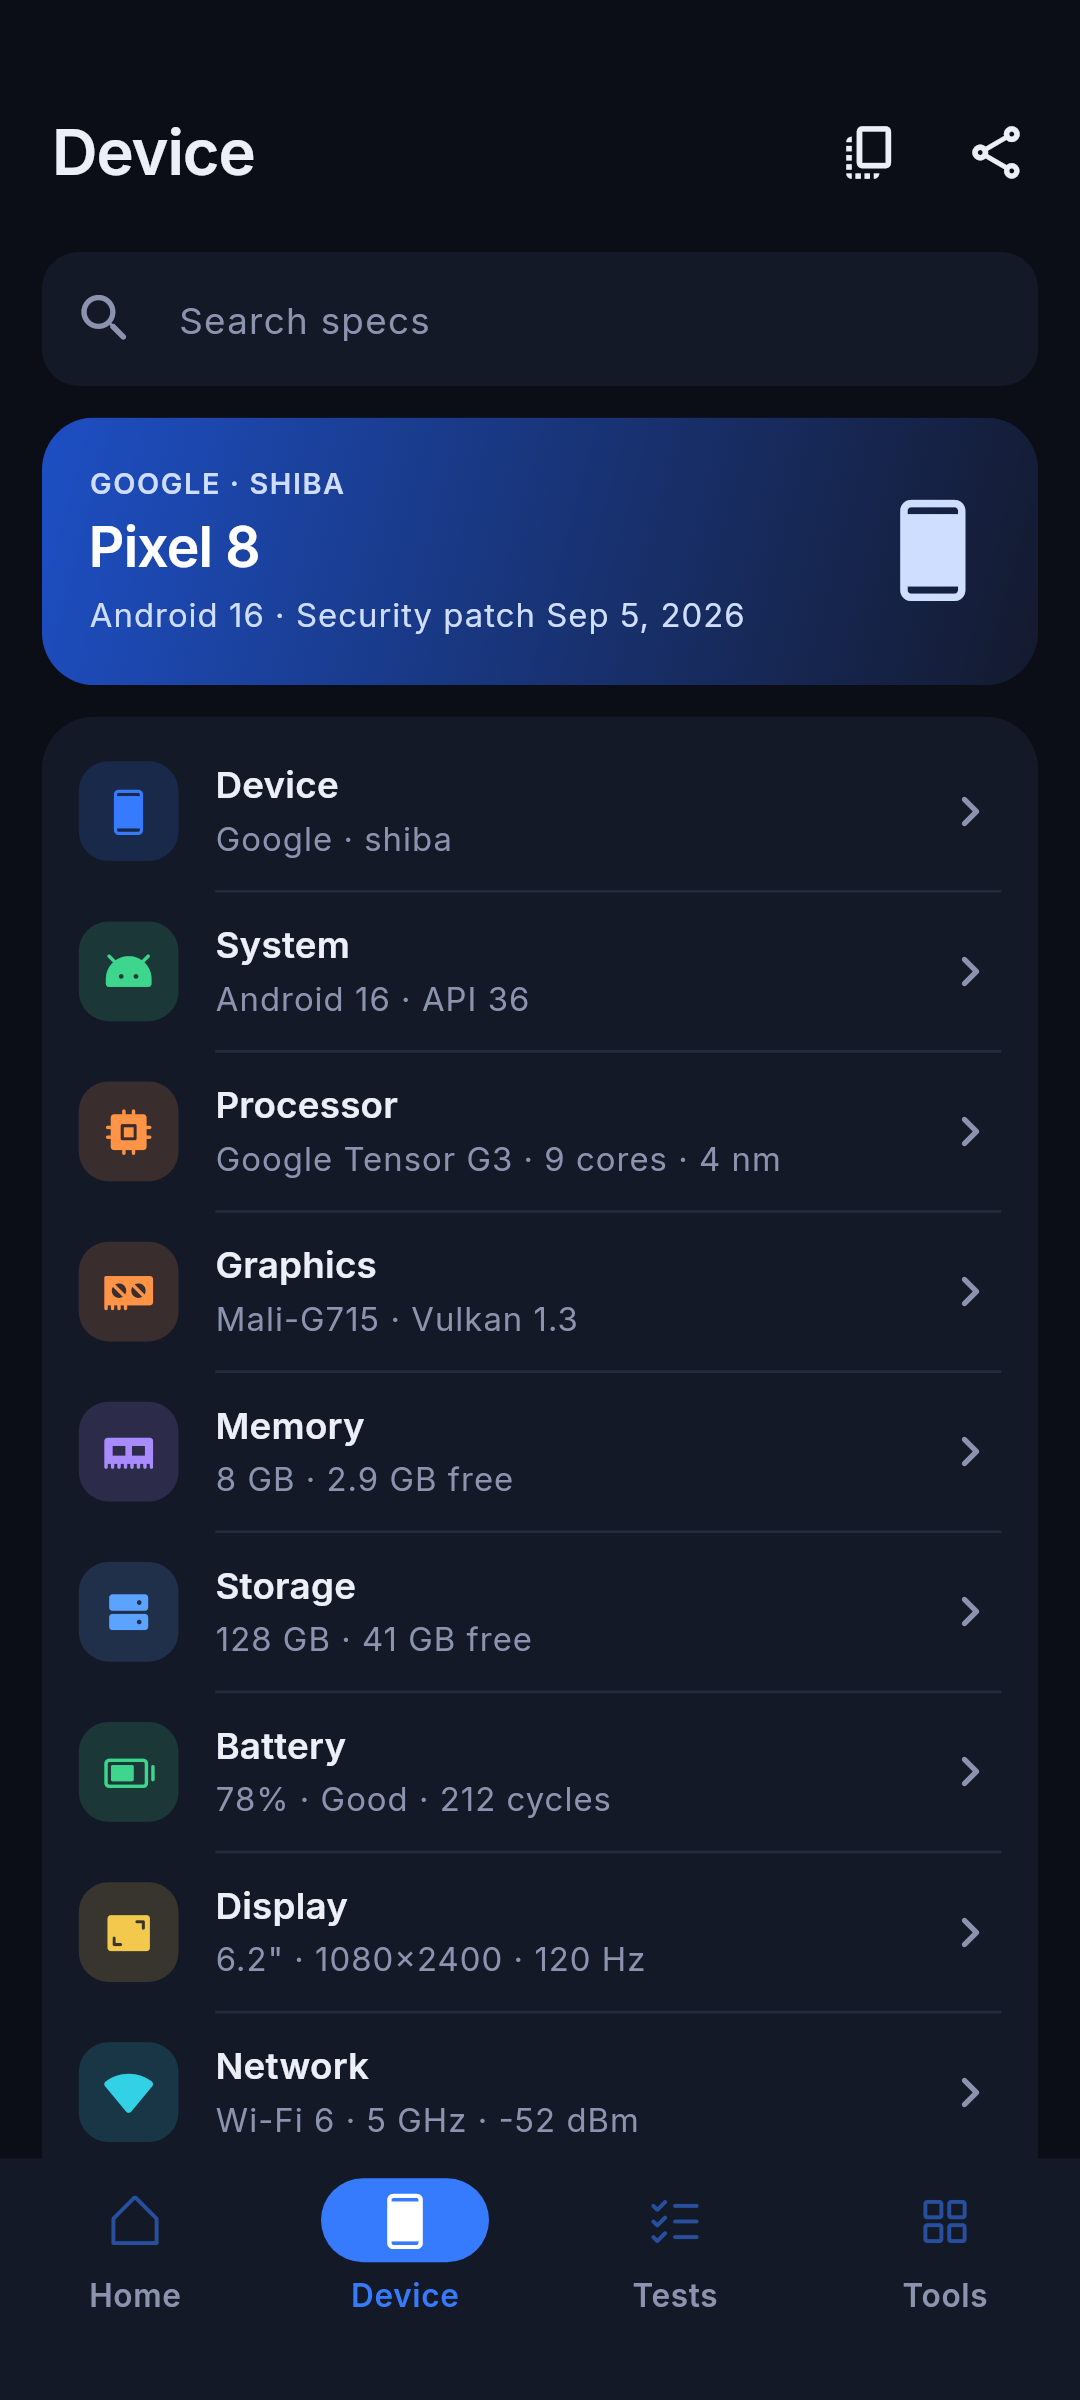 Device
Search specs
GOOGLE · SHIBA
Pixel 8
Android 16 · Security patch Sep 5, 2026
Device
Google · shiba
System
Android 16 · API 36
Processor
Google Tensor G3 · 9 cores · 4 nm
Graphics
Mali-G715 · Vulkan 1.3
Memory
8 GB · 2.9 GB free
Storage
128 GB · 41 GB free
Battery
78% · Good · 212 cycles
Display
6.2" · 1080×2400 · 120 Hz
Network
Wi-Fi 6 · 5 GHz · -52 dBm
Home
Device
Tests
Tools